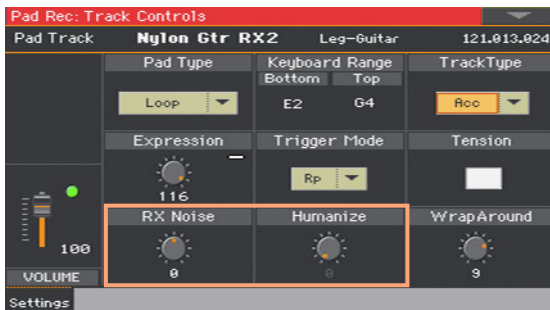 Pad Rec: Track Controls
Pad Track Nylon Gtr RX2 Leg-Guitar 121.013.024
Pad Type Keyboard Range TrackType
Bottom Top
Loop E2 G4 Acc
Expression Trigger Mode Tension
Rp
116
RX Noise Humanize WrapAround
100
0 0 9
VOLUME
Settings